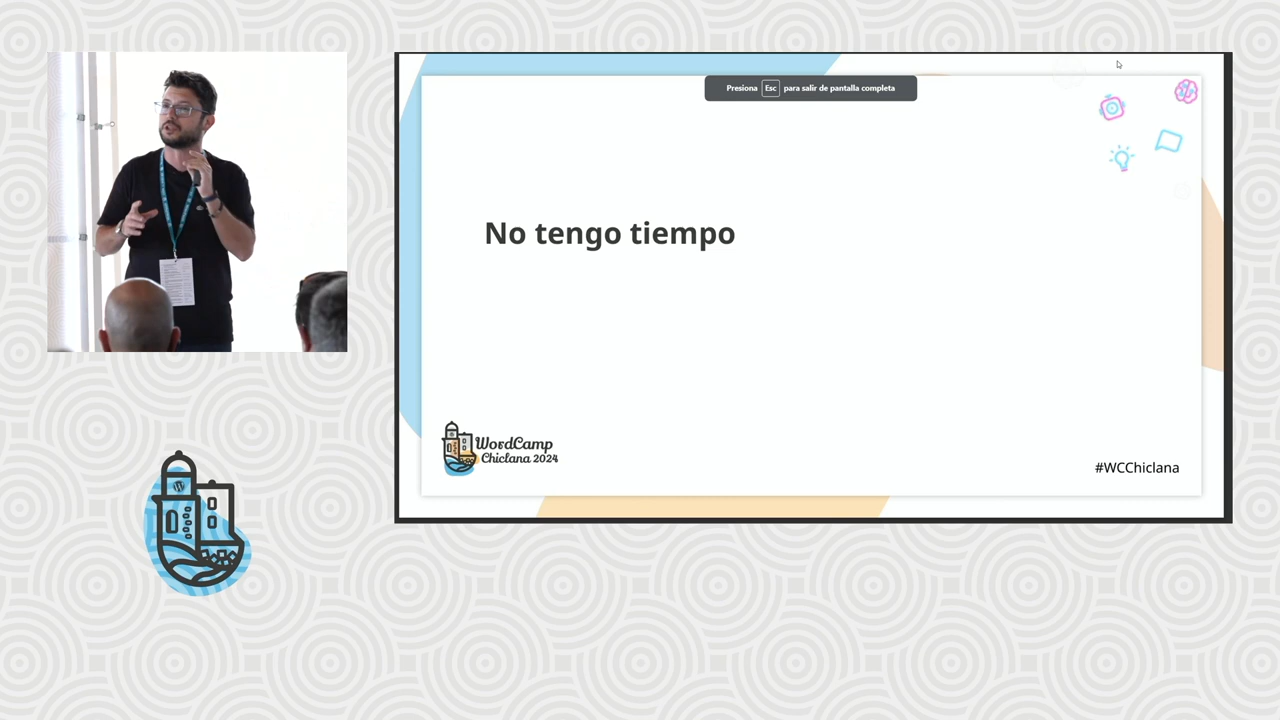 Presiona Esc para salir de pantalla completa
No tengo tiempo
WordCamp
Chiclana 2024
#WCChiclana